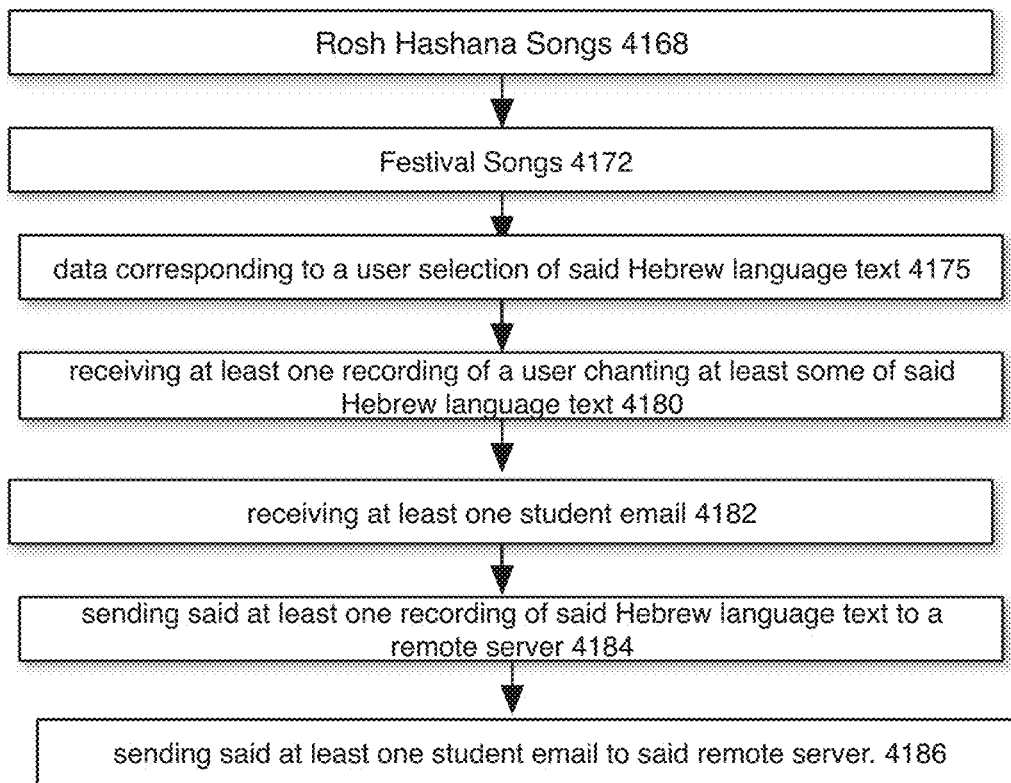 Rosh Hashana Songs 4168
Festival Songs 4172
data corresponding to a user selection of said Hebrew language text 4175
receiving at least one recording of a user chanting at least some of said
Hebrew language text 4180
receiving at least one student email 4182
sending said at least one recording of said Hebrew language text to a
remote server 4184
sending said at least one student email to said remote server. 4186